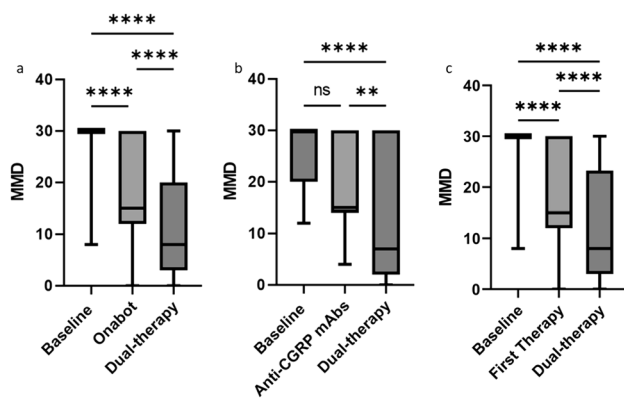 ****
****
****
a
40
30
20
10
0
MMD
Baseline
Onabot
Dual-therapy
****
ns
**
b
40
30
20
10
0
MMD
Baseline
Anti-CGRP mAbs
Dual-therapy
****
****
****
c
40
30
20
10
0
MMD
Baseline
First Therapy
Dual-therapy